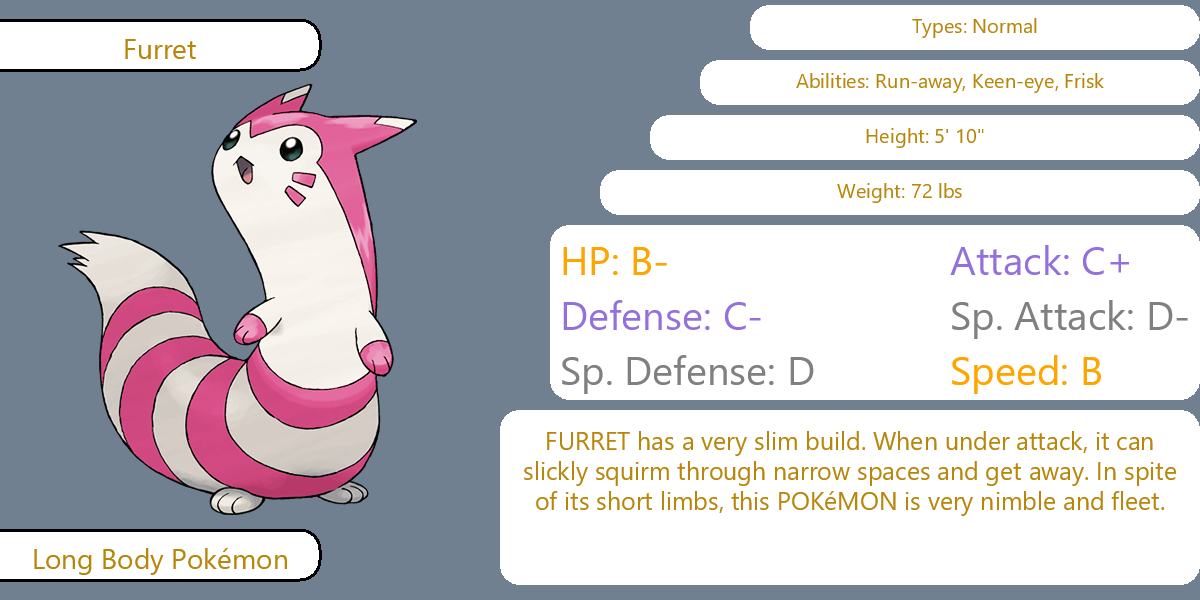 Furret
Types: Normal
Abilities: Run-away, Keen-eye, Frisk
Height: 5' 10"
Weight: 72 lbs
HP: B-
Attack: C+
Defense: C-
Sp. Attack: D-
Sp. Defense: D
Speed: B
FURRET has a very slim build. When under attack, it can
slickly squirm through narrow spaces and get away. In spite
of its short limbs, this POKéMON is very nimble and fleet.
Long Body Pokémon